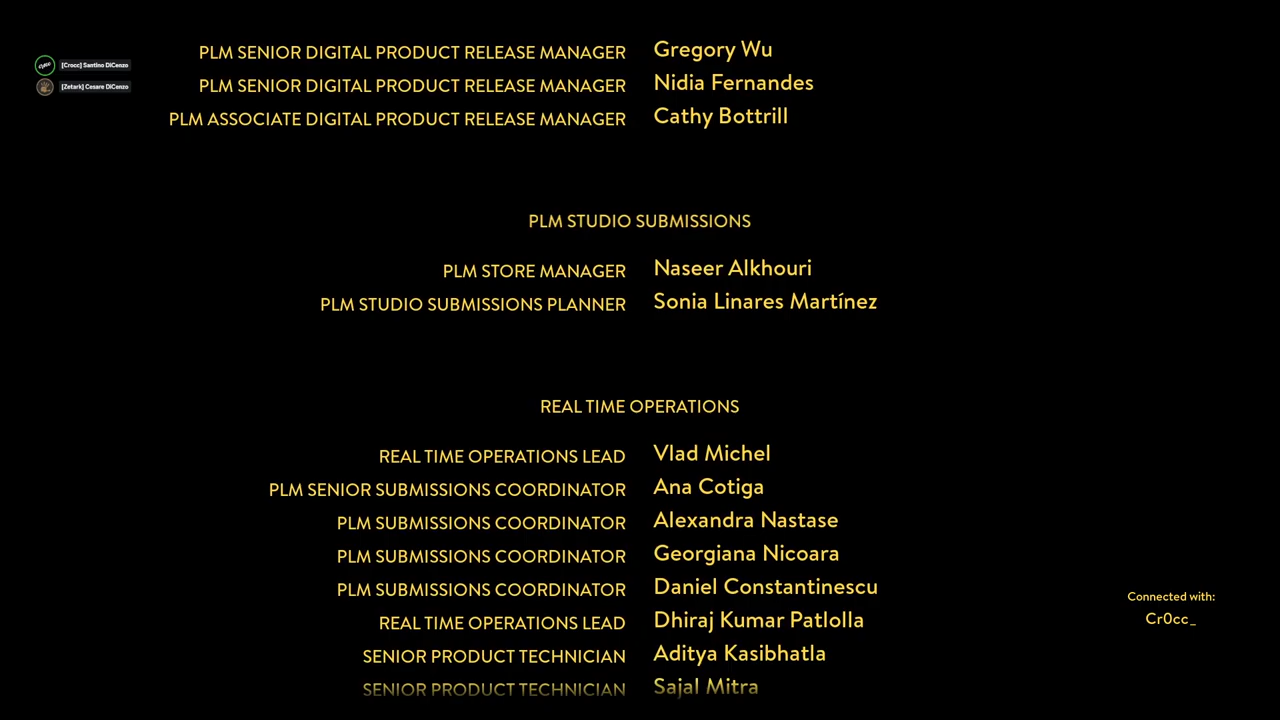 PLM SENIOR DIGITAL PRODUCT RELEASE MANAGER Gregory Wu
[Crocc] Santino DiCenzo
PLM SENIOR DIGITAL PRODUCT RELEASE MANAGER Nidia Fernandes
[Zetark] Cesare DiCenzo
PLM ASSOCIATE DIGITAL PRODUCT RELEASE MANAGER Cathy Bottrill
PLM STUDIO SUBMISSIONS
PLM STORE MANAGER Naseer Alkhouri
PLM STUDIO SUBMISSIONS PLANNER Sonia Linares Martínez
REAL TIME OPERATIONS
REAL TIME OPERATIONS LEAD Vlad Michel
PLM SENIOR SUBMISSIONS COORDINATOR Ana Cotiga
PLM SUBMISSIONS COORDINATOR Alexandra Nastase
PLM SUBMISSIONS COORDINATOR Georgiana Nicoara
PLM SUBMISSIONS COORDINATOR Daniel Constantinescu
REAL TIME OPERATIONS LEAD Dhiraj Kumar Patlolla
SENIOR PRODUCT TECHNICIAN Aditya Kasibhatla
SENIOR PRODUCT TECHNICIAN Sajal Mitra
Connected with:
Cr0cc_